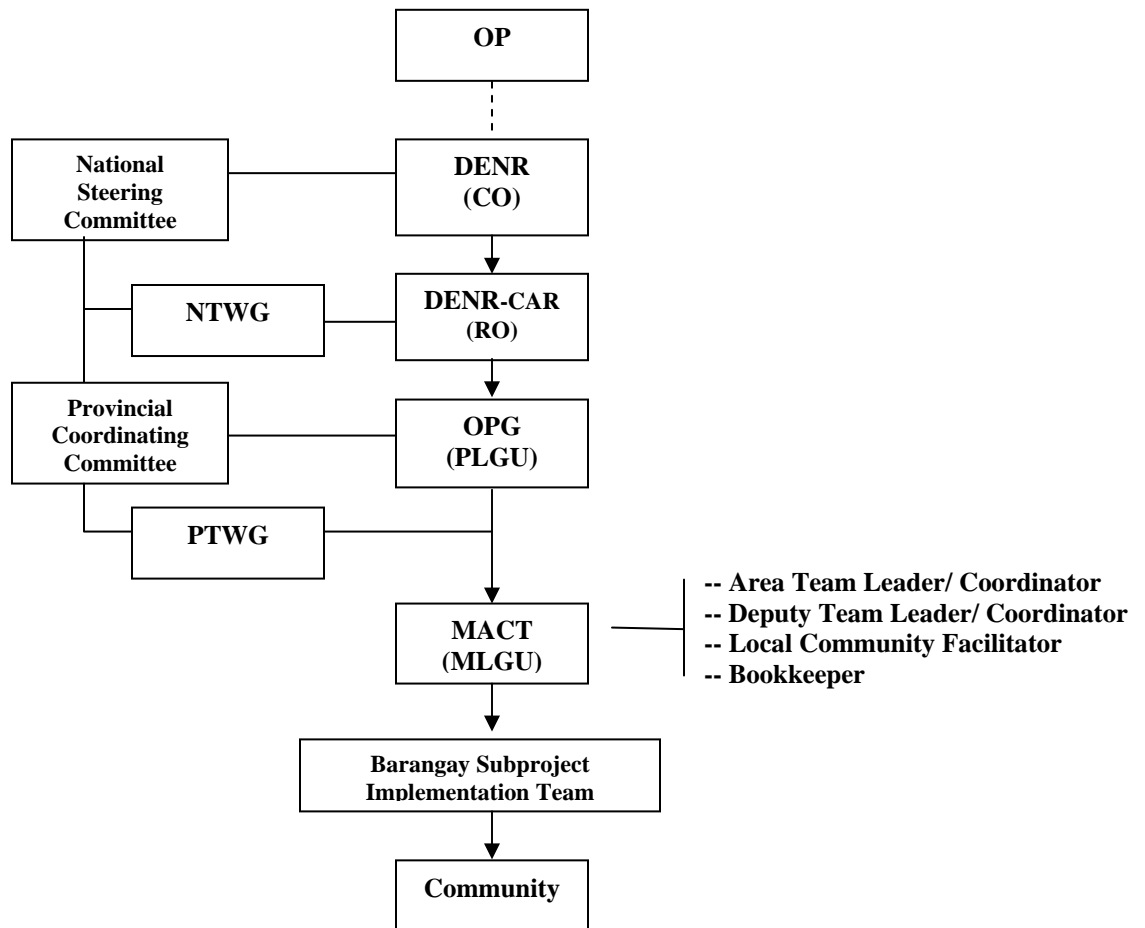 OP
National
Steering
Committee
DENR
(CO)
NTWG
DENR-CAR
(RO)
Provincial
Coordinating
Committee
OPG
(PLGU)
PTWG
MACT
(MLGU)
-- Area Team Leader/ Coordinator
-- Deputy Team Leader/ Coordinator
-- Local Community Facilitator
-- Bookkeeper
Barangay Subproject
Implementation Team
Community